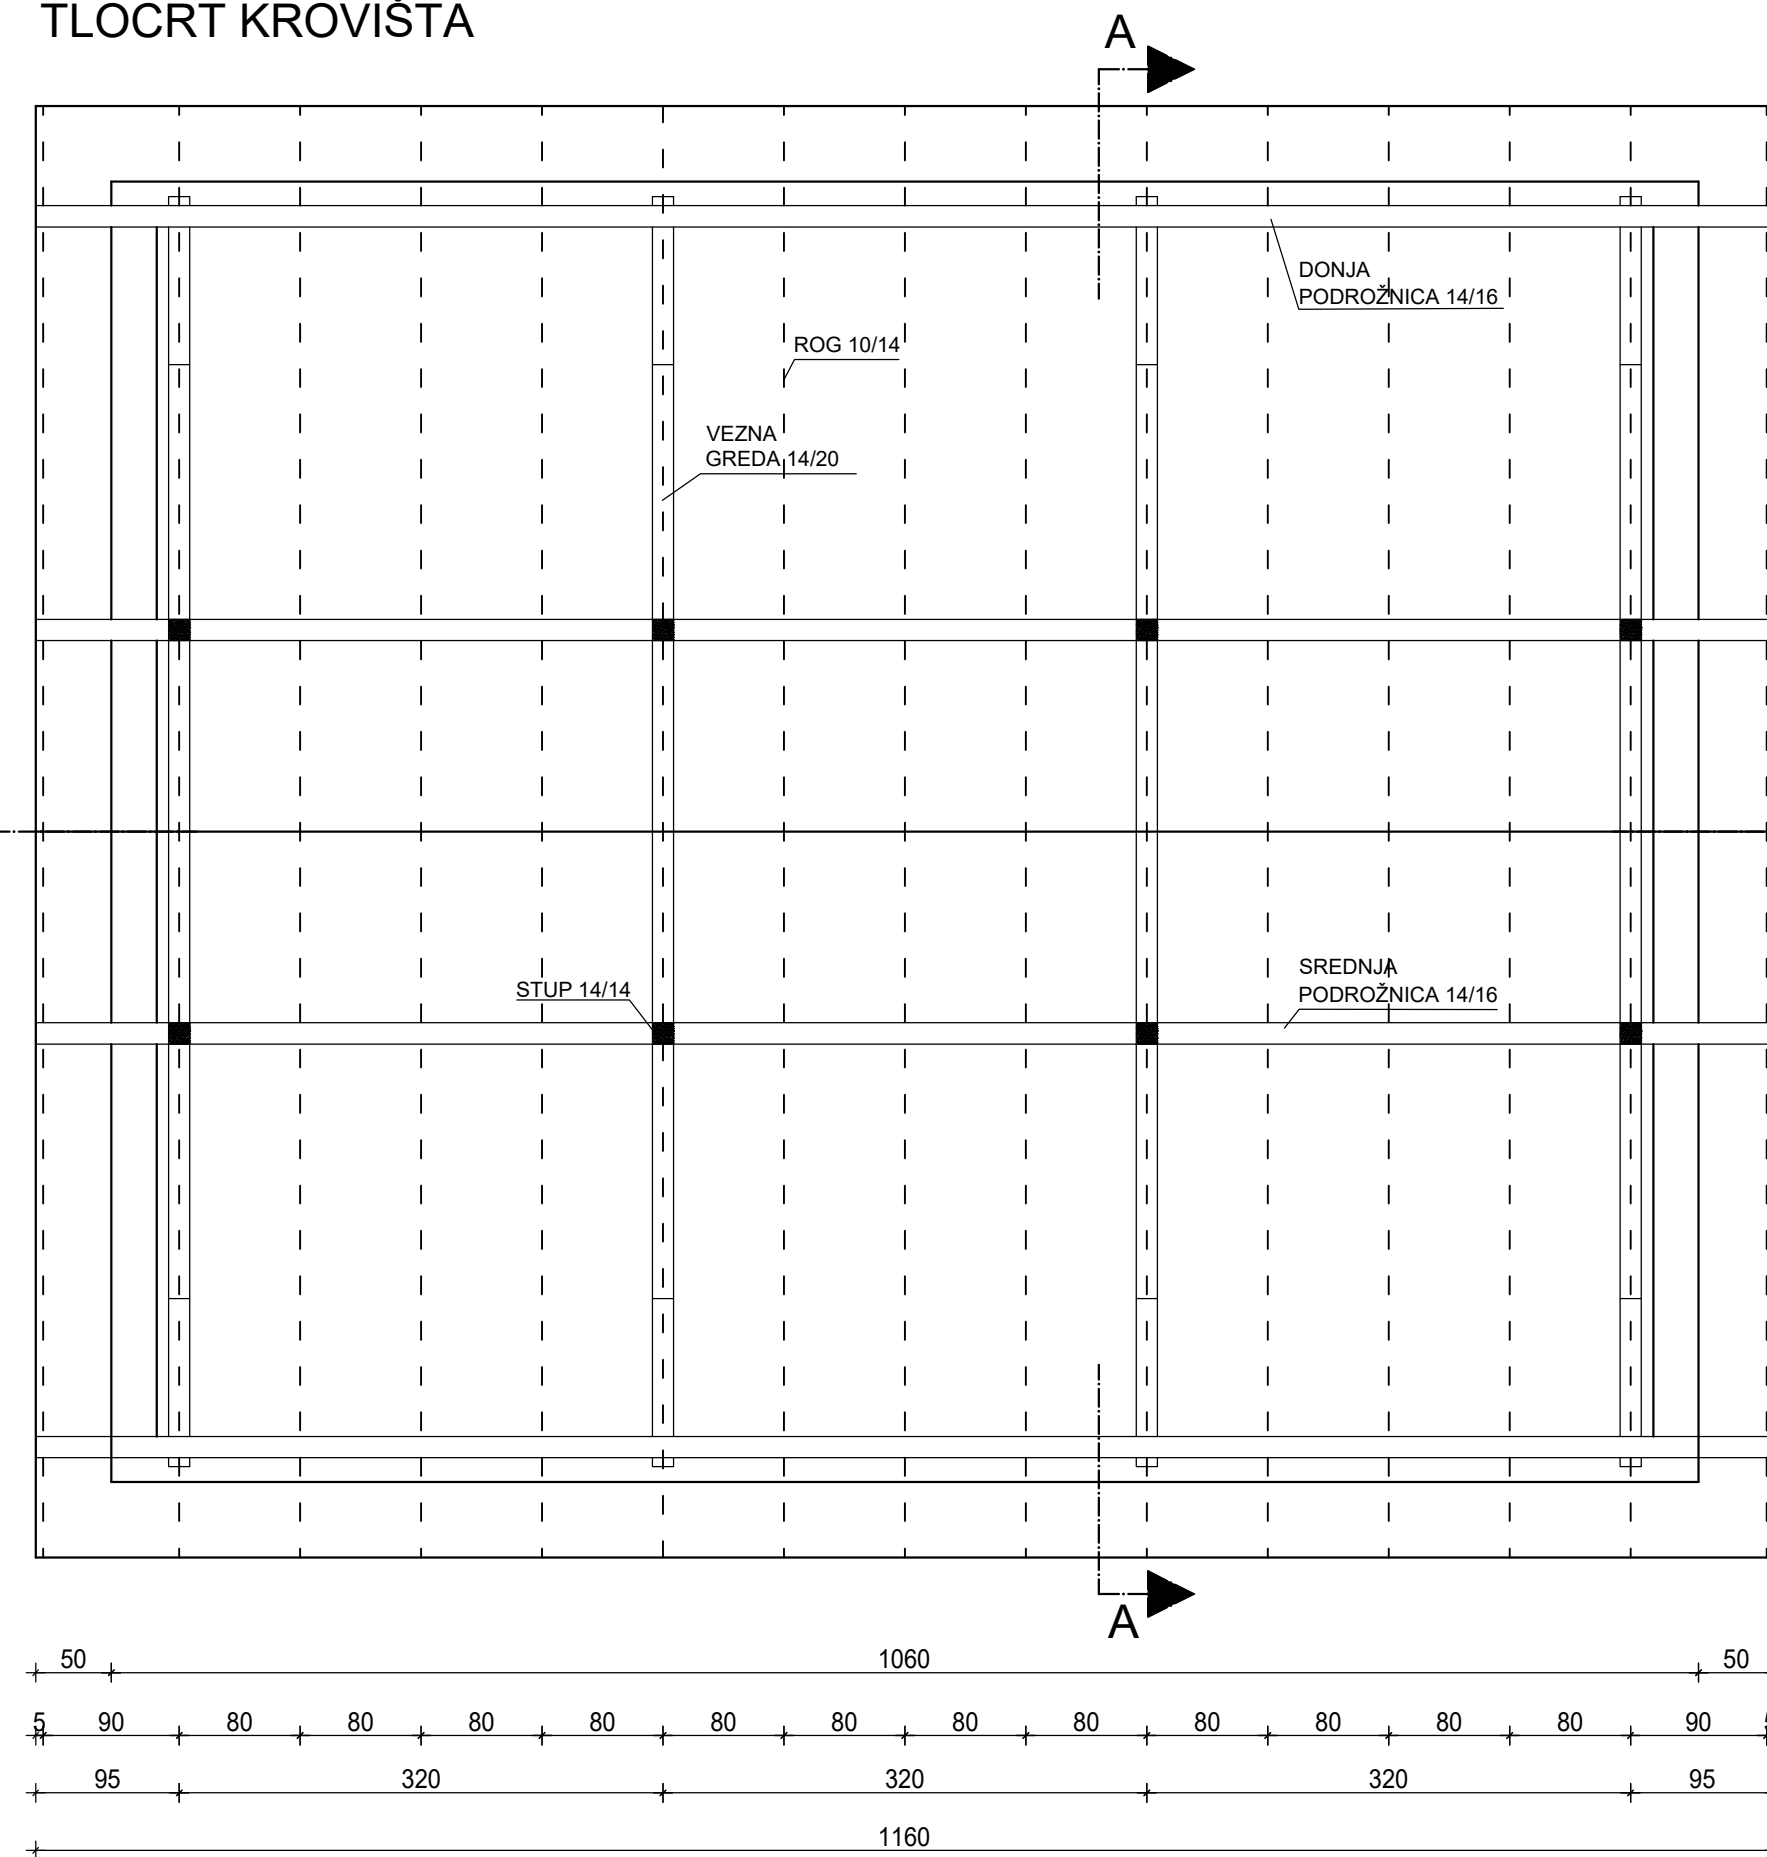 TLOCRT KROVIŠTA
A
DONJA
PODROŽNICA 14/16
ROG 10/14
VEZNA
GREDA 14/20
SREDNJA
PODROŽNICA 14/16
STUP 14/14
A
50 1060 50
5 90 80 80 80 80 80 80 80 80 80 80 80 80 90
95 320 320 320 95
1160